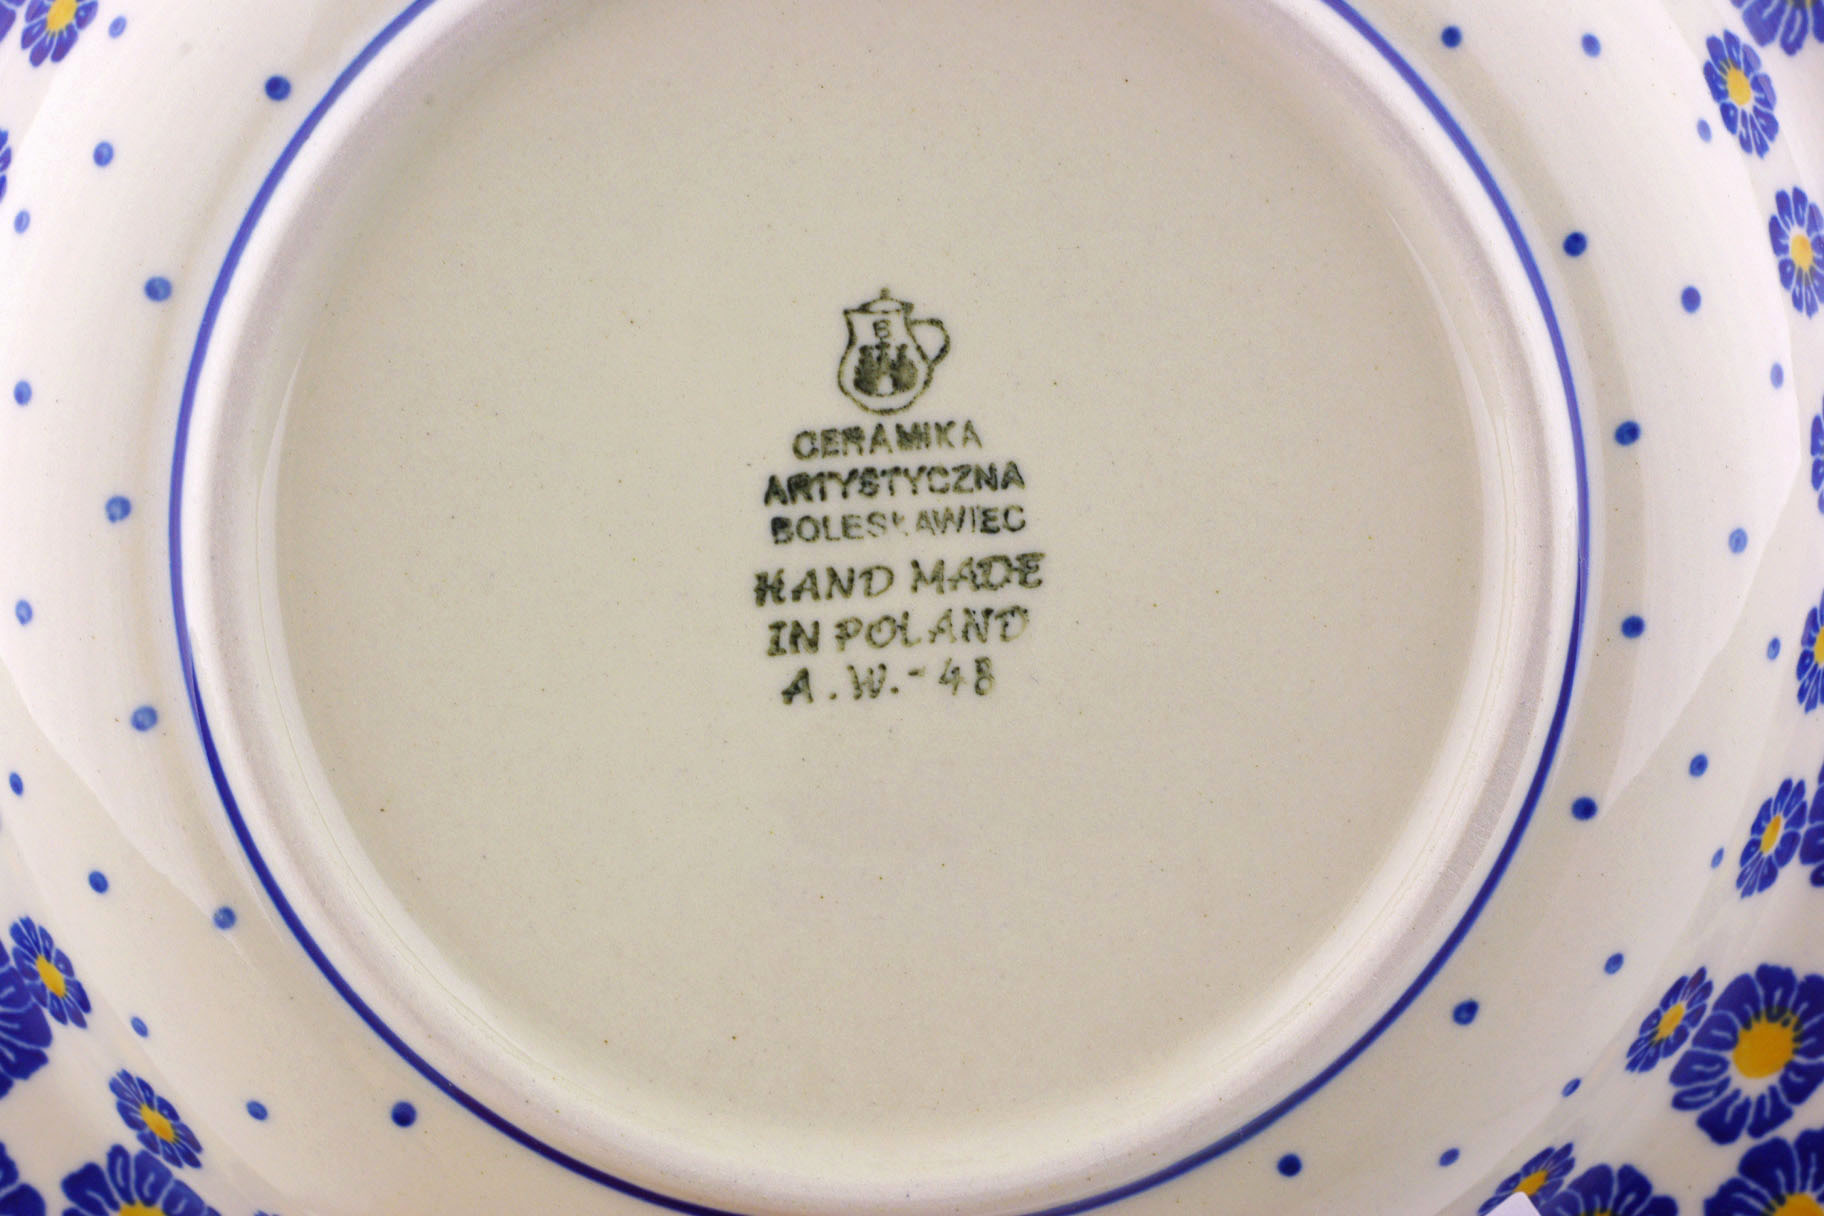 B
CERAMIKA
ARTYSTYCZNA
BOLESŁAWIEC
HAND MADE
IN POLAND
A.W.-48